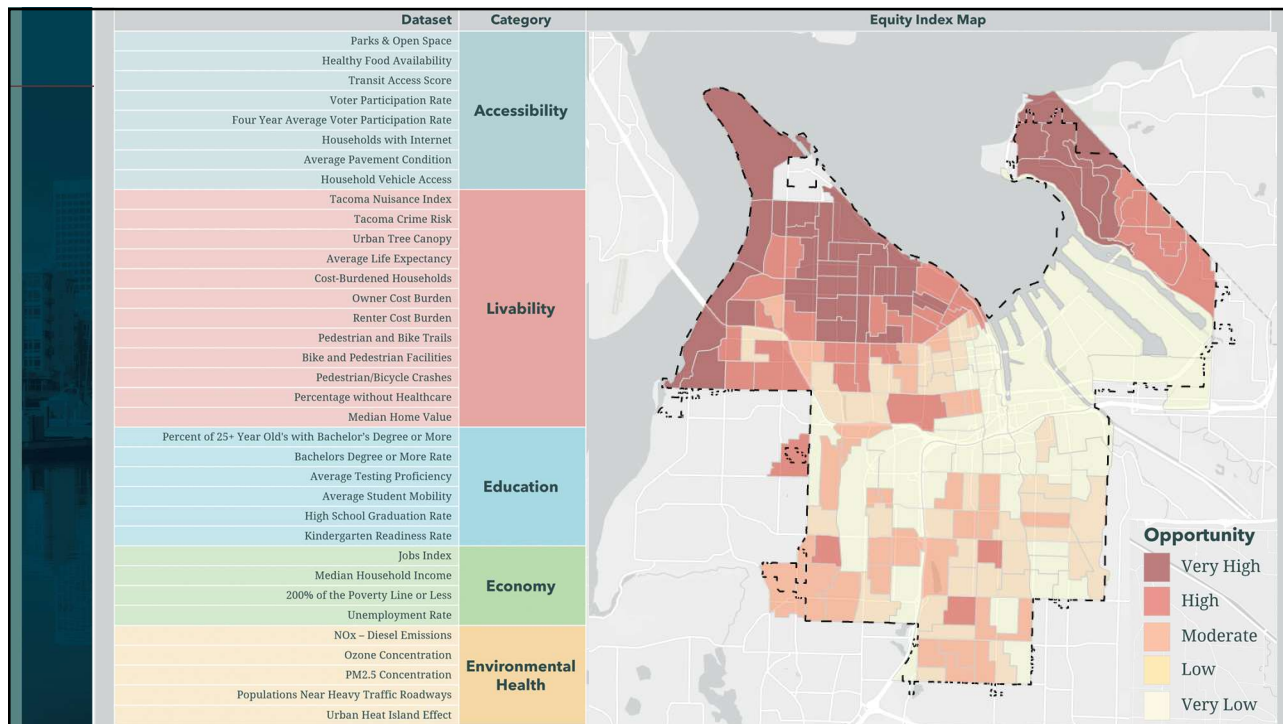 Dataset
Category
Equity Index Map
Parks & Open Space
Healthy Food Availability
Transit Access Score
Voter Participation Rate
Four Year Average Voter Participation Rate
Households with Internet
Average Pavement Condition
Household Vehicle Access
Accessibility
Tacoma Nuisance Index
Tacoma Crime Risk
Urban Tree Canopy
Average Life Expectancy
Cost-Burdened Households
Owner Cost Burden
Renter Cost Burden
Pedestrian and Bike Trails
Bike and Pedestrian Facilities
Pedestrian/Bicycle Crashes
Percentage without Healthcare
Median Home Value
Livability
Percent of 25+ Year Old's with Bachelor's Degree or More
Bachelors Degree or More Rate
Average Testing Proficiency
Average Student Mobility
High School Graduation Rate
Kindergarten Readiness Rate
Education
Jobs Index
Median Household Income
200% of the Poverty Line or Less
Unemployment Rate
Economy
NOx – Diesel Emissions
Ozone Concentration
PM2.5 Concentration
Populations Near Heavy Traffic Roadways
Urban Heat Island Effect
Environmental
Health
Opportunity
Very High
High
Moderate
Low
Very Low